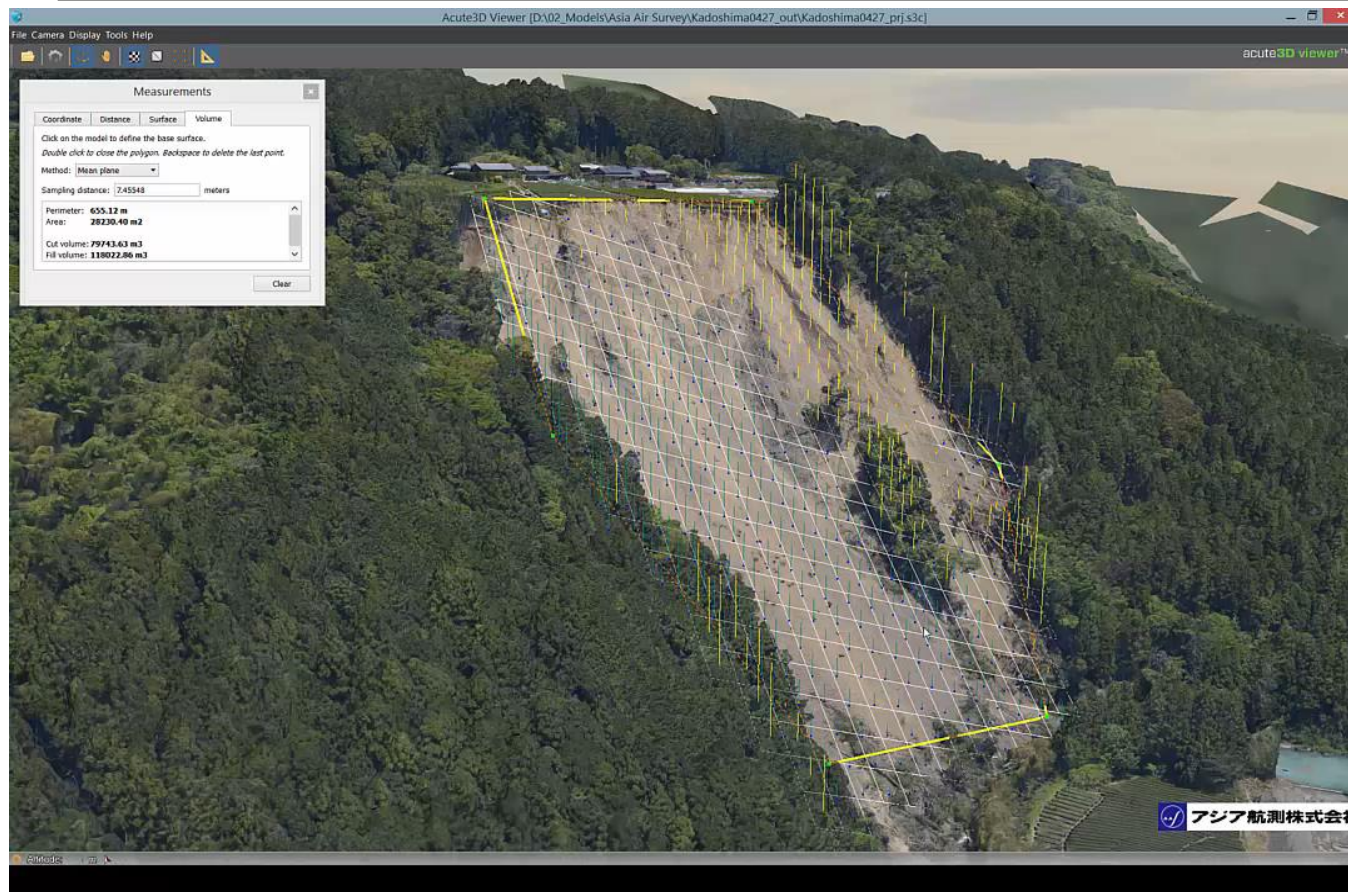 Acute3D Viewer [D:\02_Models\Asia Air Survey\Kadoshima0427_out\Kadoshima0427_prj.s3c]
File Camera Display Tools Help
acute3D viewer™
Measurements
Coordinate Distance Surface Volume
Click on the model to define the base surface.
Double click to close the polygon. Backspace to delete the last point.
Method: Mean plane
Sampling distance: 7.45548 meters
Perimeter: 655.12 m
Area: 28230.40 m2
Cut volume: 79743.63 m3
Fill volume: 118022.86 m3
Clear
アジア航測株式会
Altitude: m